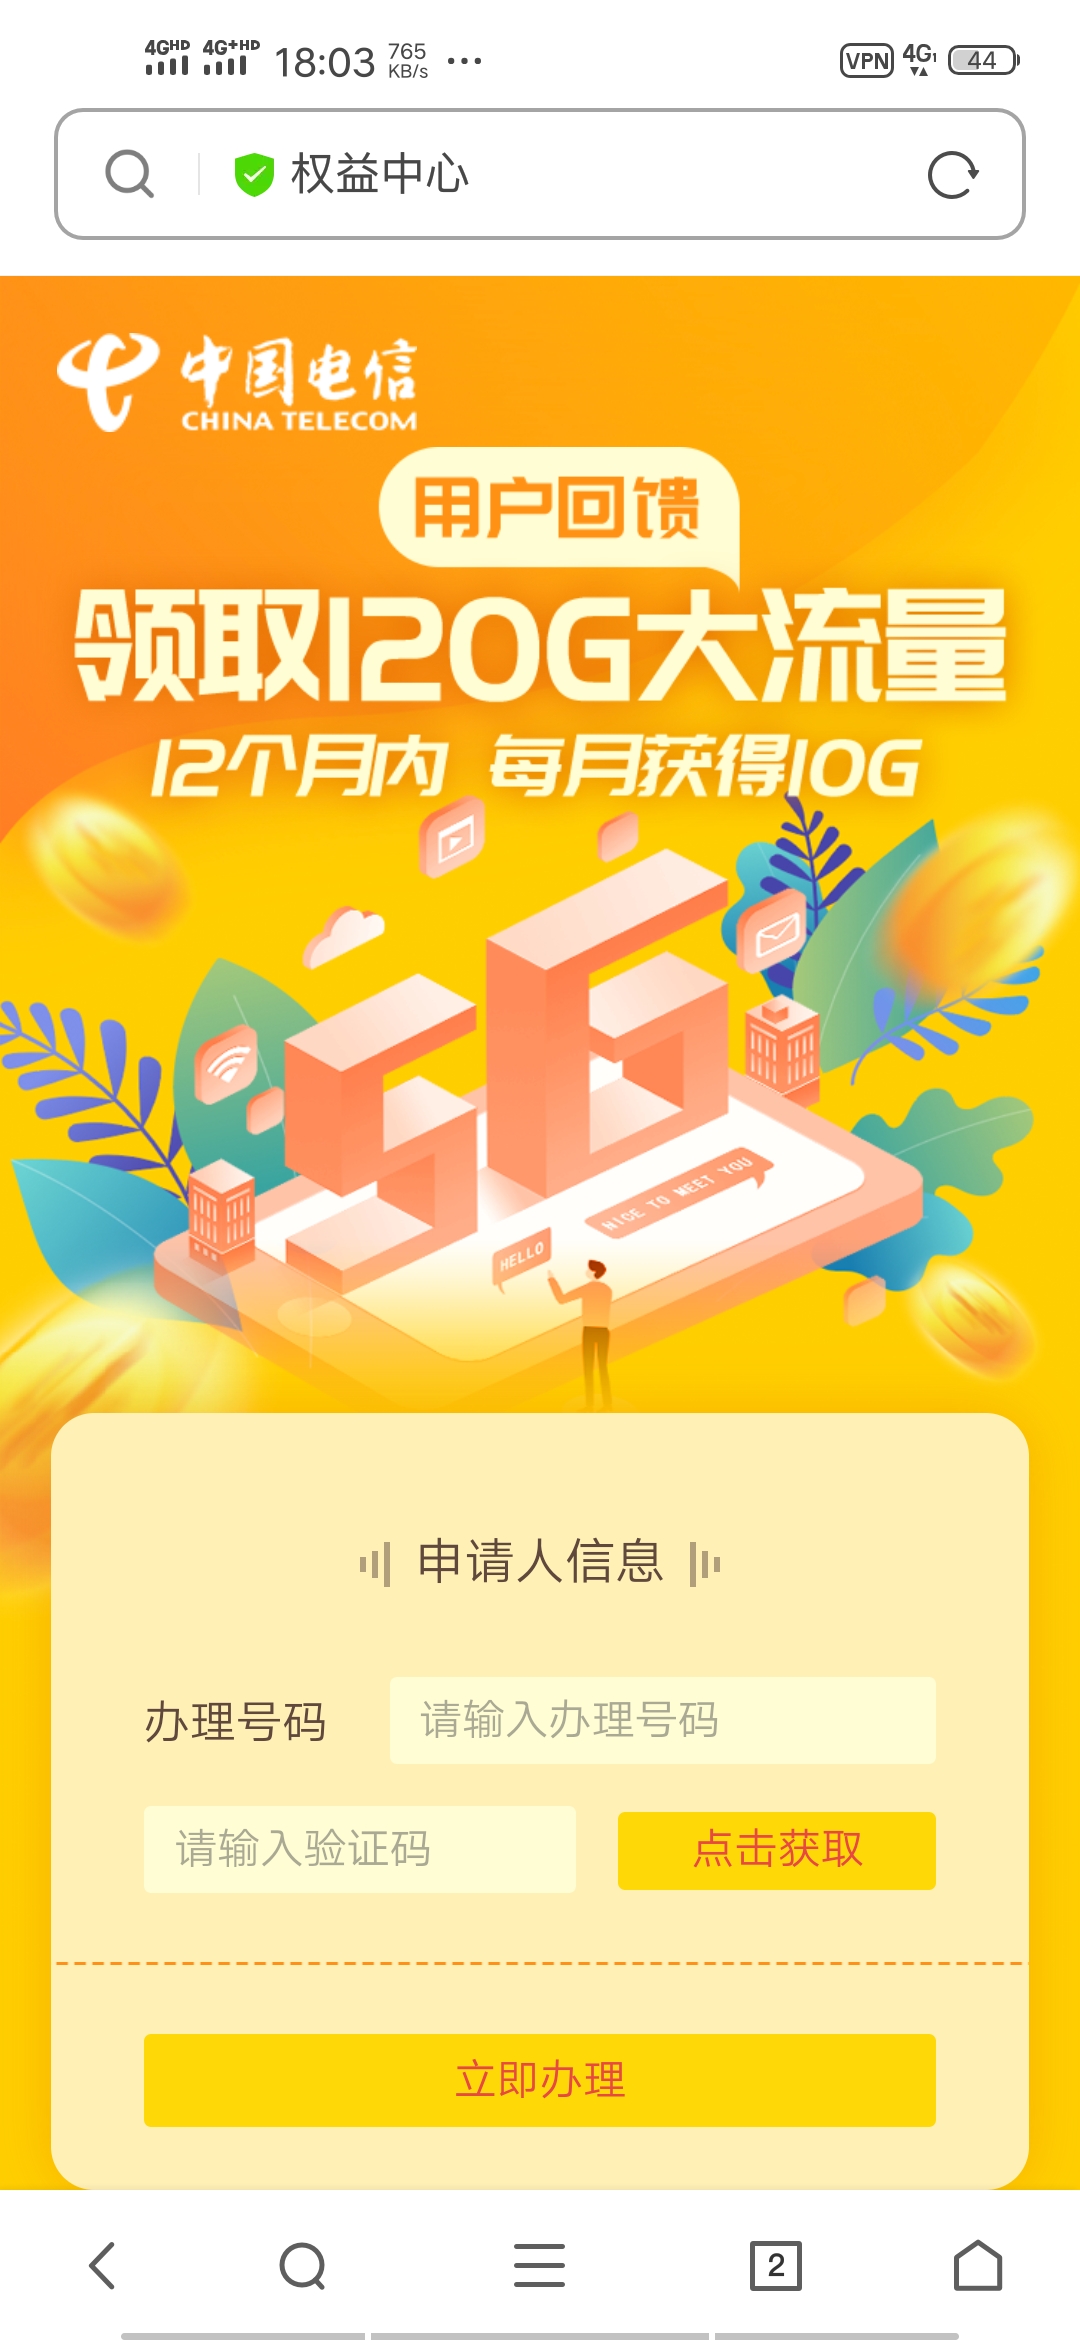 4GHD 4G+HD 18:03 765 KB/s ... VPN 4G1 44
权益中心
中国电信
CHINA TELECOM
用户回馈
领取120G大流量
12个月内 每月获得10G
5G
NICE TO MEET YOU
HELLO
申请人信息
办理号码 请输入办理号码
请输入验证码 点击获取
立即办理
2